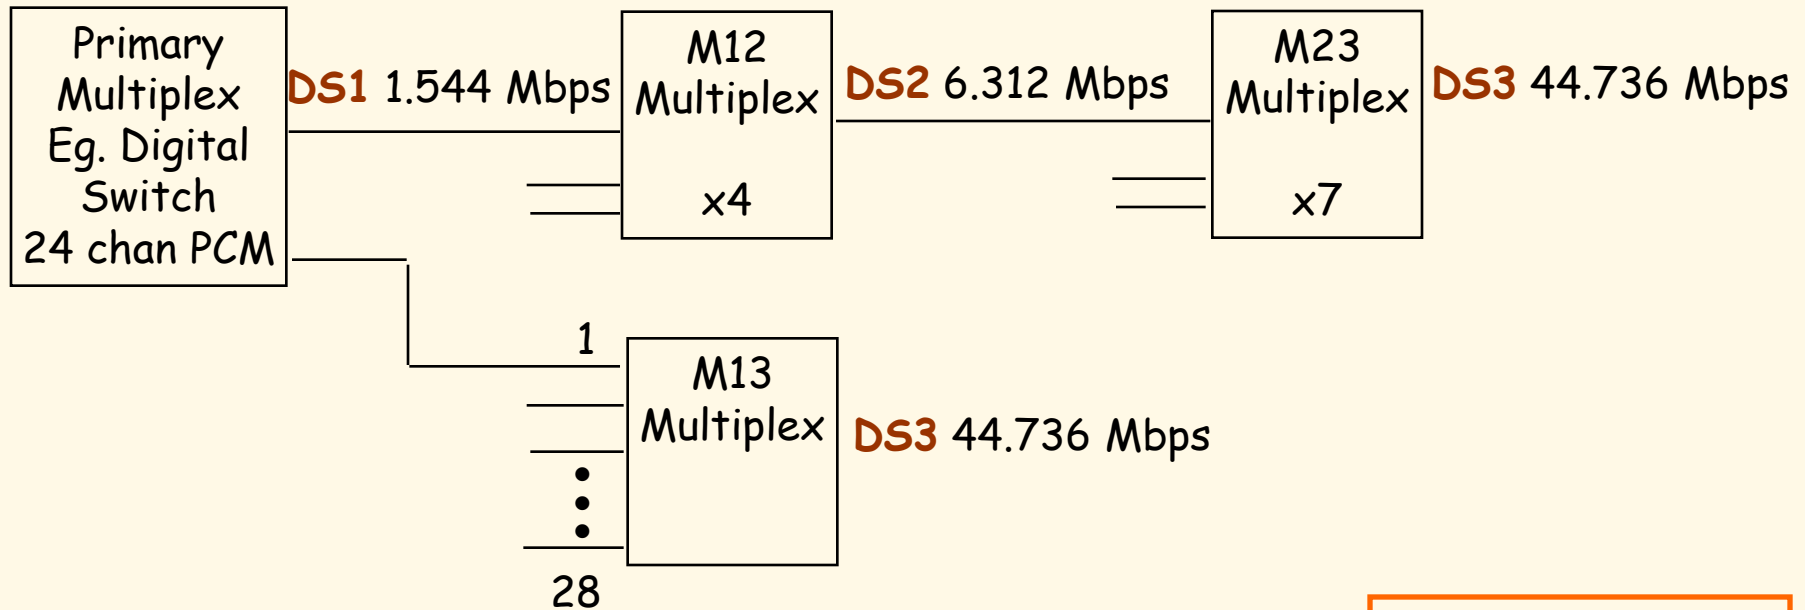 Primary
Multiplex
Eg. Digital
Switch
24 chan PCM
DS1 1.544 Mbps
M12
Multiplex
x4
DS2 6.312 Mbps
M23
Multiplex
x7
DS3 44.736 Mbps
1
M13
Multiplex
28
DS3 44.736 Mbps